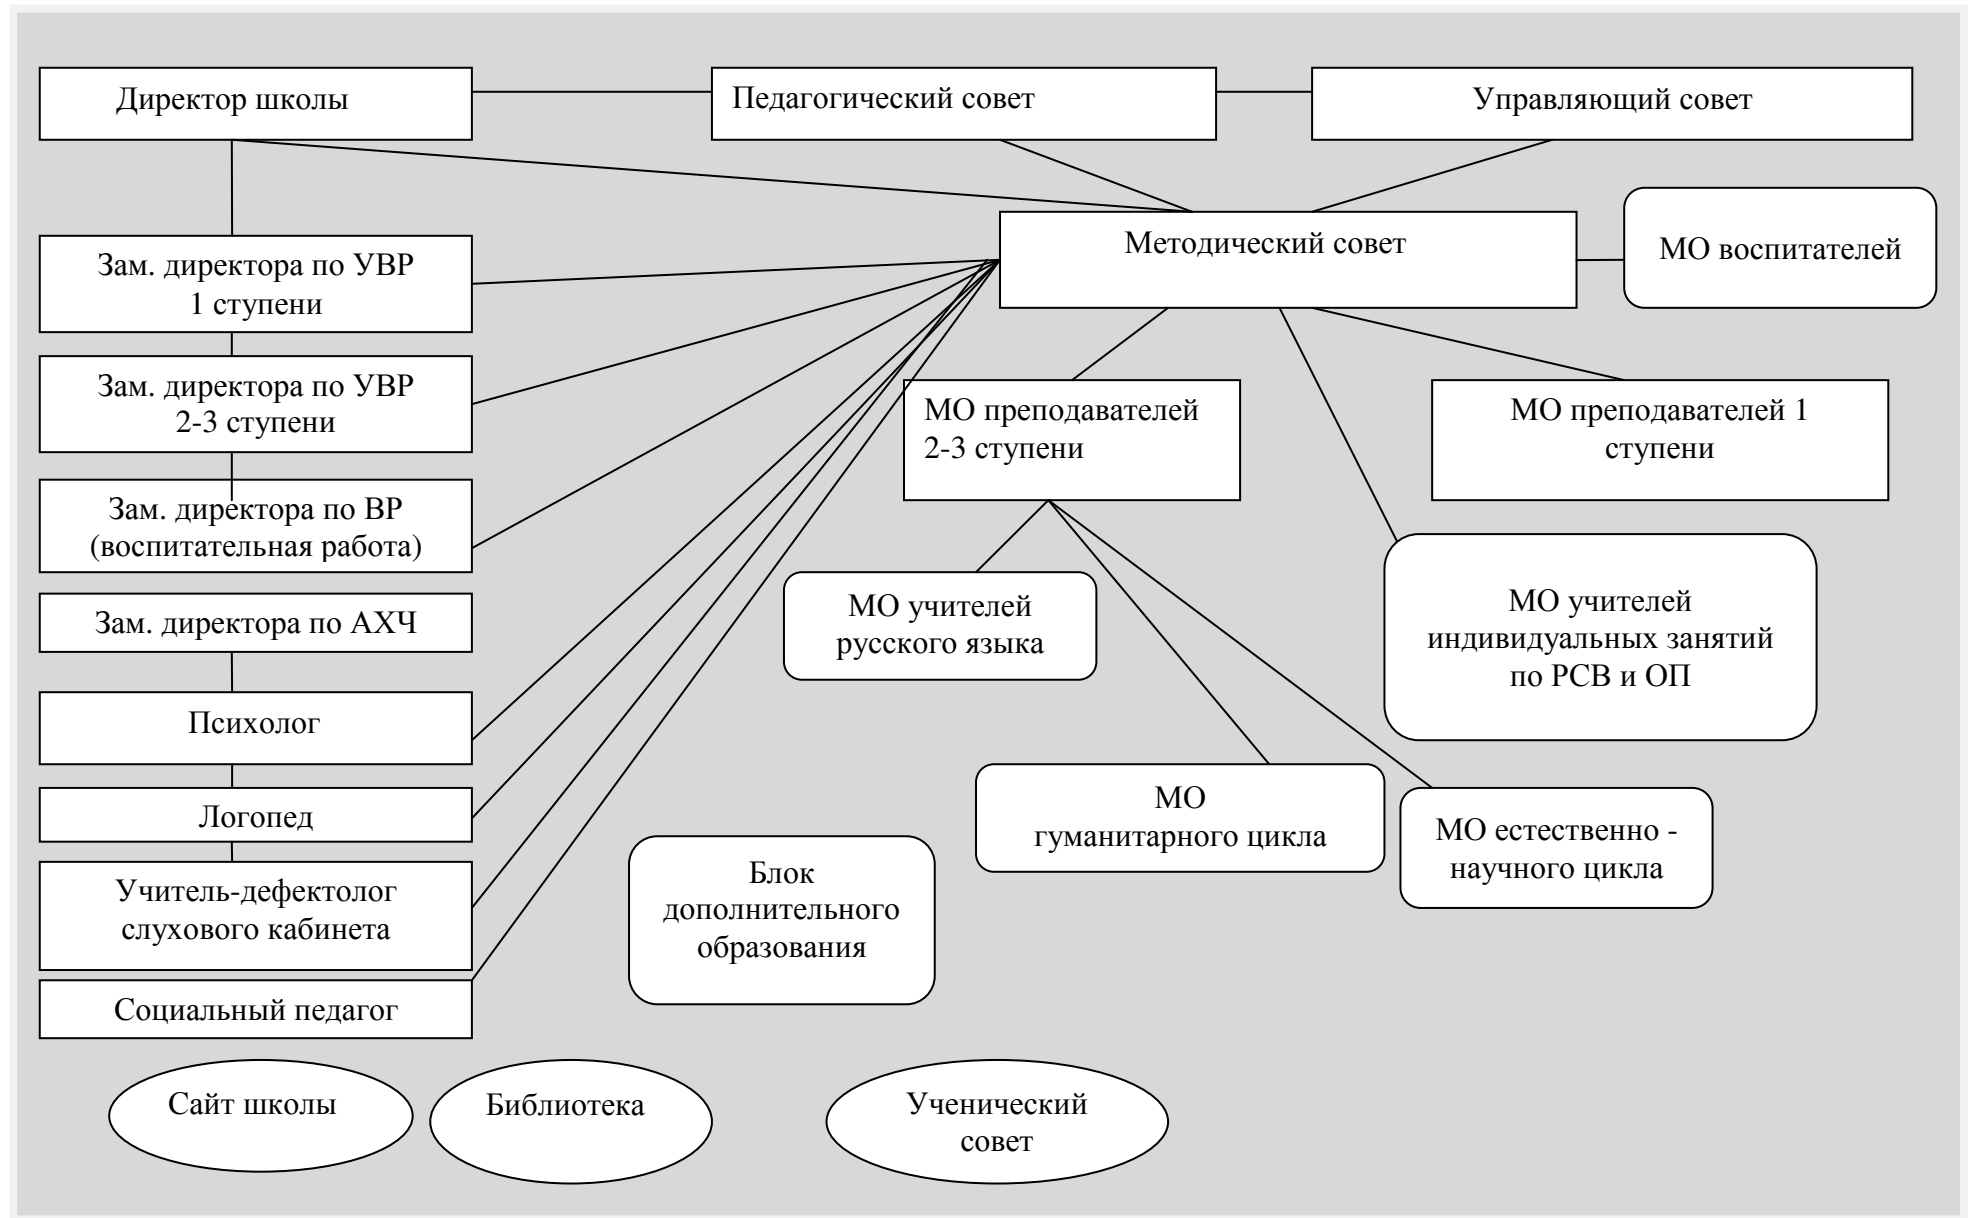 Директор школы
Педагогический совет
Управляющий совет
Методический совет
МО воспитателей
Зам. директора по УВР
1 ступени
Зам. директора по УВР
2-3 ступени
Зам. директора по ВР
(воспитательная работа)
Зам. директора по АХЧ
Психолог
Логопед
Учитель-дефектолог
слухового кабинета
Социальный педагог
МО преподавателей
2-3 ступени
МО преподавателей 1
ступени
МО учителей
русского языка
МО учителей
индивидуальных занятий
по РСВ и ОП
МО
гуманитарного цикла
МО естественно -
научного цикла
Блок
дополнительного
образования
Сайт школы
Библиотека
Ученический
совет